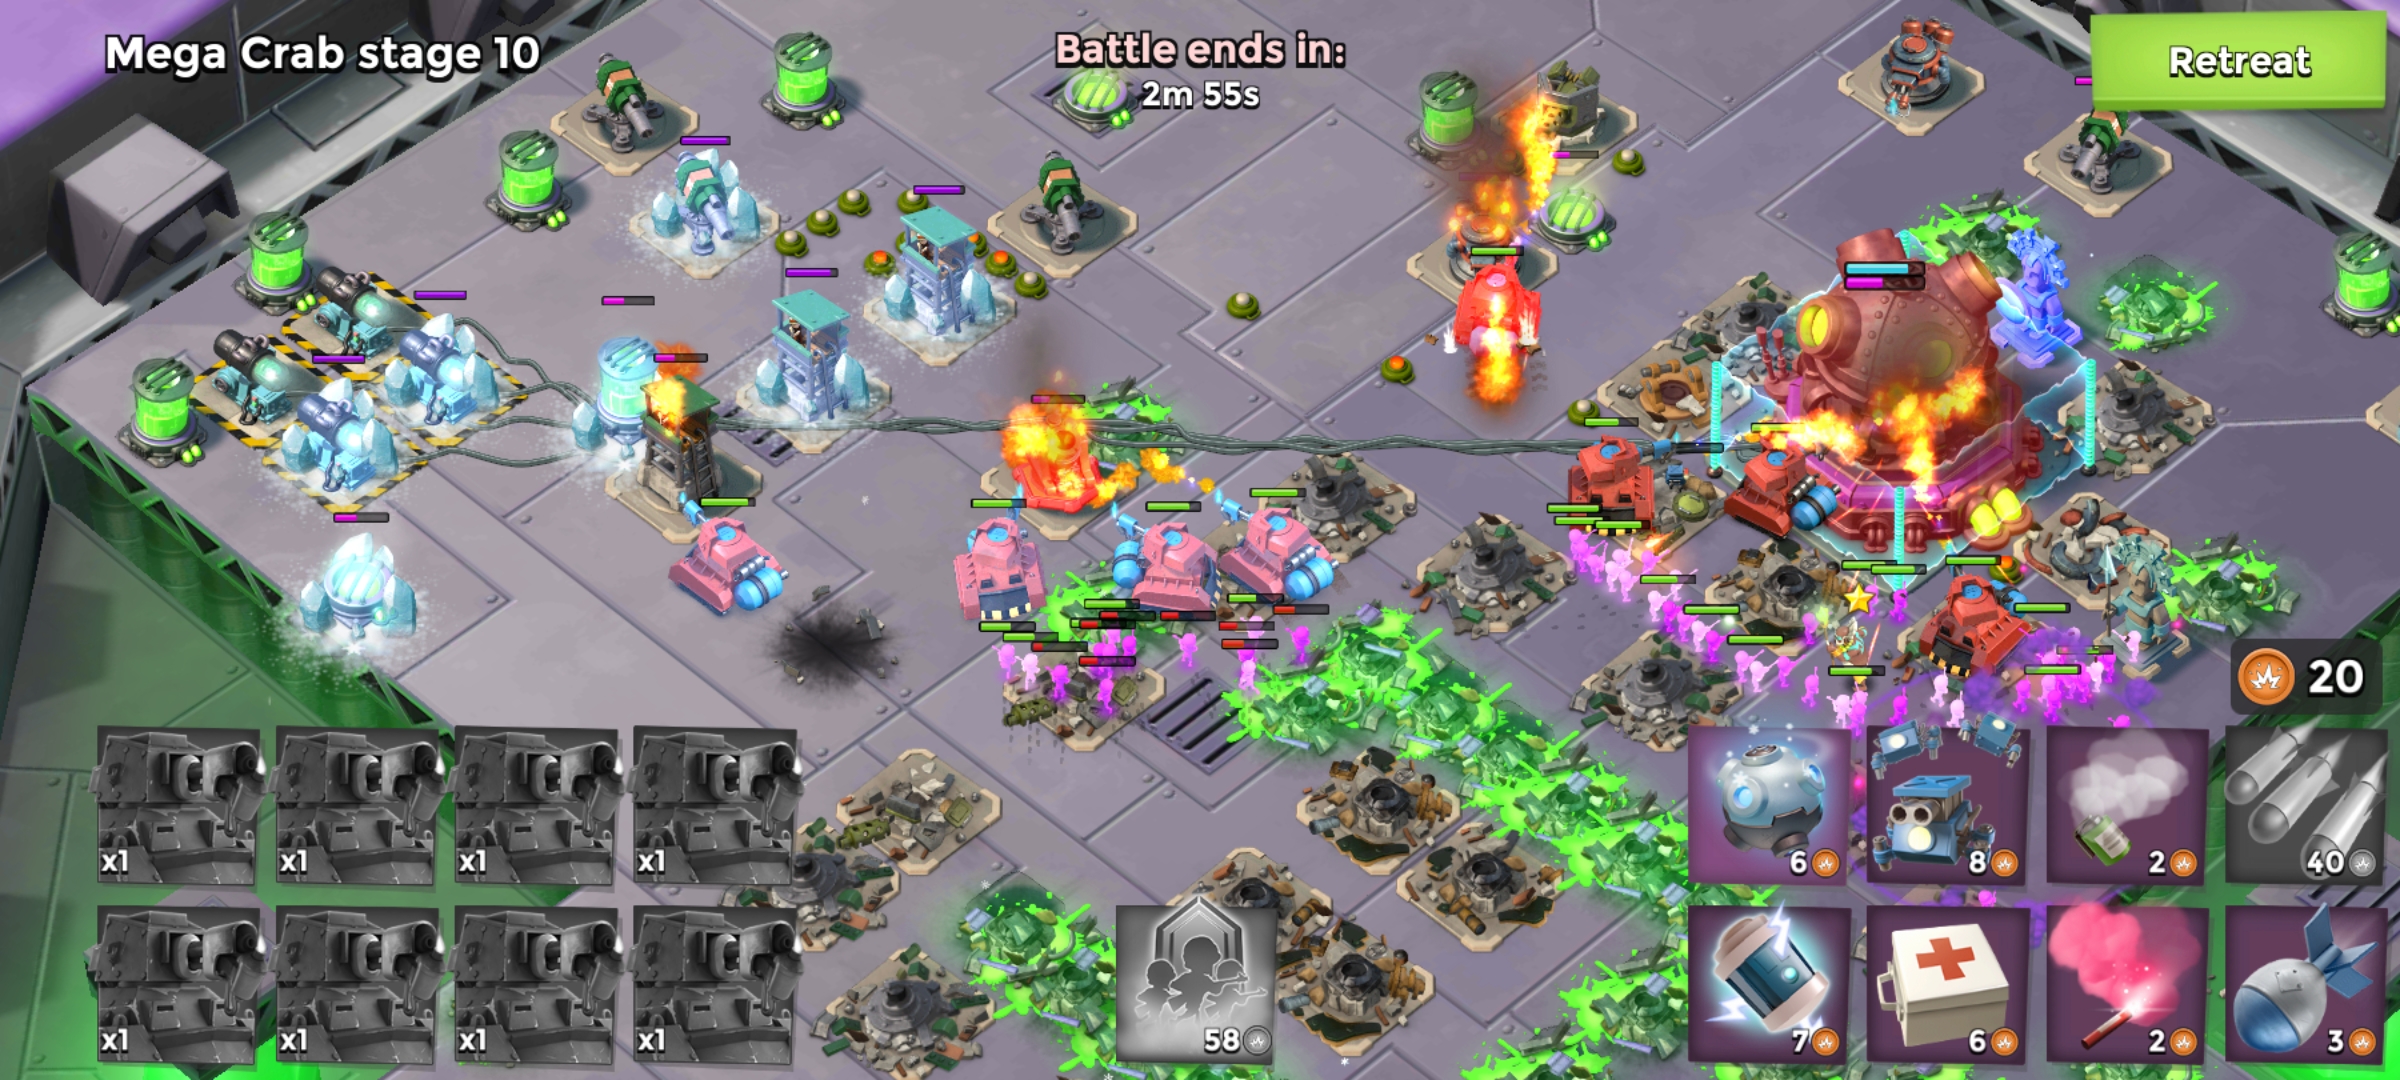 Mega Crab stage 10
Battle ends in:
2m 55s
Retreat
20
x1
x1
x1
x1
6
8
2
40
x1
x1
x1
x1
58
7
6
2
3